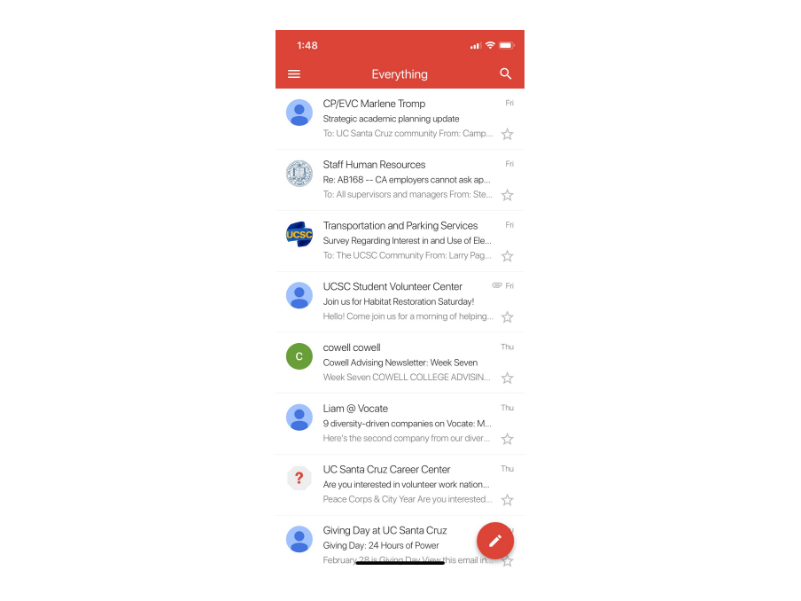 1:48
Everything
CP/EVC Marlene Tromp Fri
Strategic academic planning update
To: UC Santa Cruz community From: Camp...
Staff Human Resources Fri
Re: AB168 -- CA employers cannot ask ap...
To: All supervisors and managers From: Ste...
UCSC
Transportation and Parking Services Fri
Survey Regarding Interest in and Use of Ele...
To: The UCSC Community From: Larry Pag...
UCSC Student Volunteer Center Fri
Join us for Habitat Restoration Saturday!
Hello! Come join us for a morning of helping...
C
cowell cowell Thu
Cowell Advising Newsletter: Week Seven
Week Seven COWELL COLLEGE ADVISIN...
Liam @ Vocate Thu
9 diversity-driven companies on Vocate: M...
Here's the second company from our diver...
?
UC Santa Cruz Career Center Thu
Are you interested in volunteer work nation...
Peace Corps & City Year Are you interested...
Giving Day at UC Santa Cruz
Giving Day: 24 Hours of Power
February 28 is Giving Day View this email in...